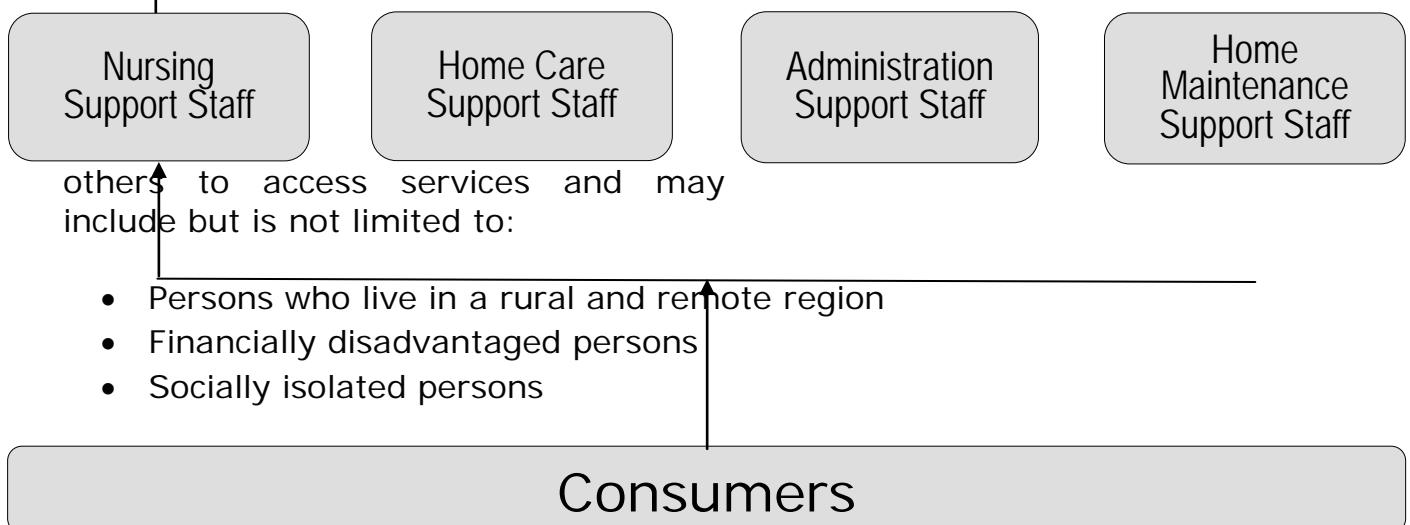 Nursing
Support Staff
Home Care
Support Staff
Administration
Support Staff
Home
Maintenance
Support Staff
others to access services and may
include but is not limited to:
• Persons who live in a rural and remote region
• Financially disadvantaged persons
• Socially isolated persons
Consumers